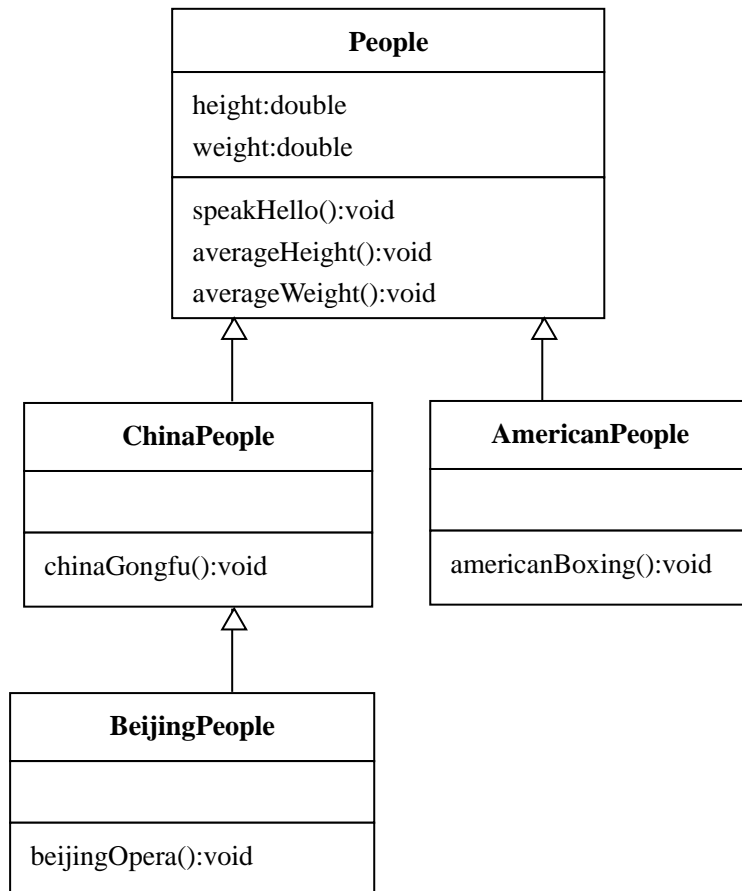 People
height:double
weight:double
speakHello():void
averageHeight():void
averageWeight():void
ChinaPeople
chinaGongfu():void
AmericanPeople
americanBoxing():void
BeijingPeople
beijingOpera():void